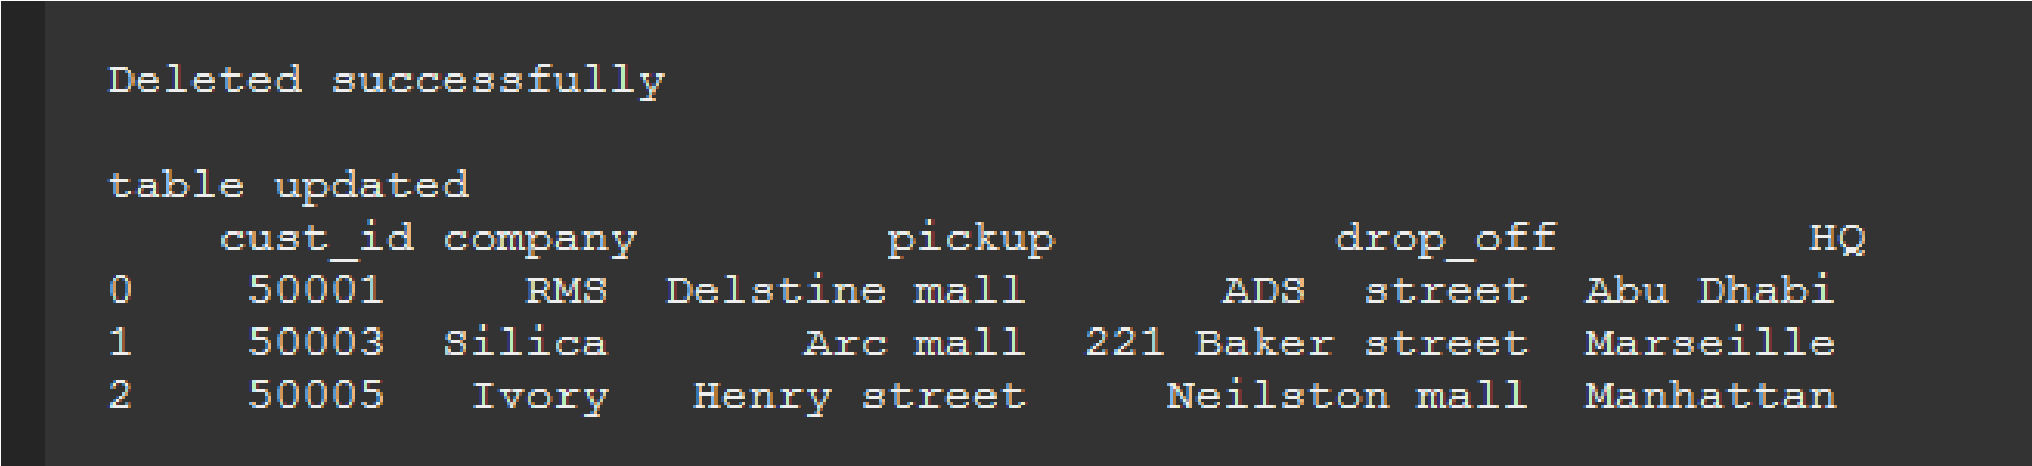 Deleted successfully
table updated
cust_id company pickup drop_off HQ
0 50001 RMS Delstine mall ADS  street Abu Dhabi
1 50003 Silica Arc mall 221 Baker street Marseille
2 50005 Ivory Henry street Neilston mall Manhattan